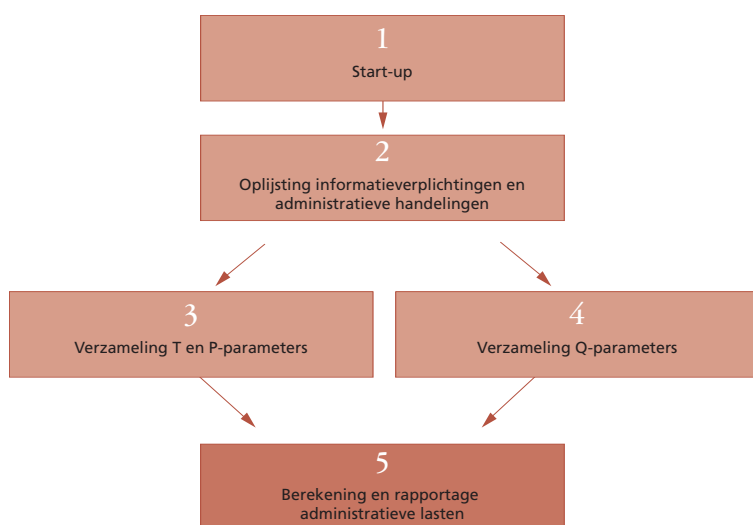 1
Start-up
2
Oplijsting informatieverplichtingen en
administratieve handelingen
3
Verzameling T en P-parameters
4
Verzameling Q-parameters
5
Berekening en rapportage
administratieve lasten